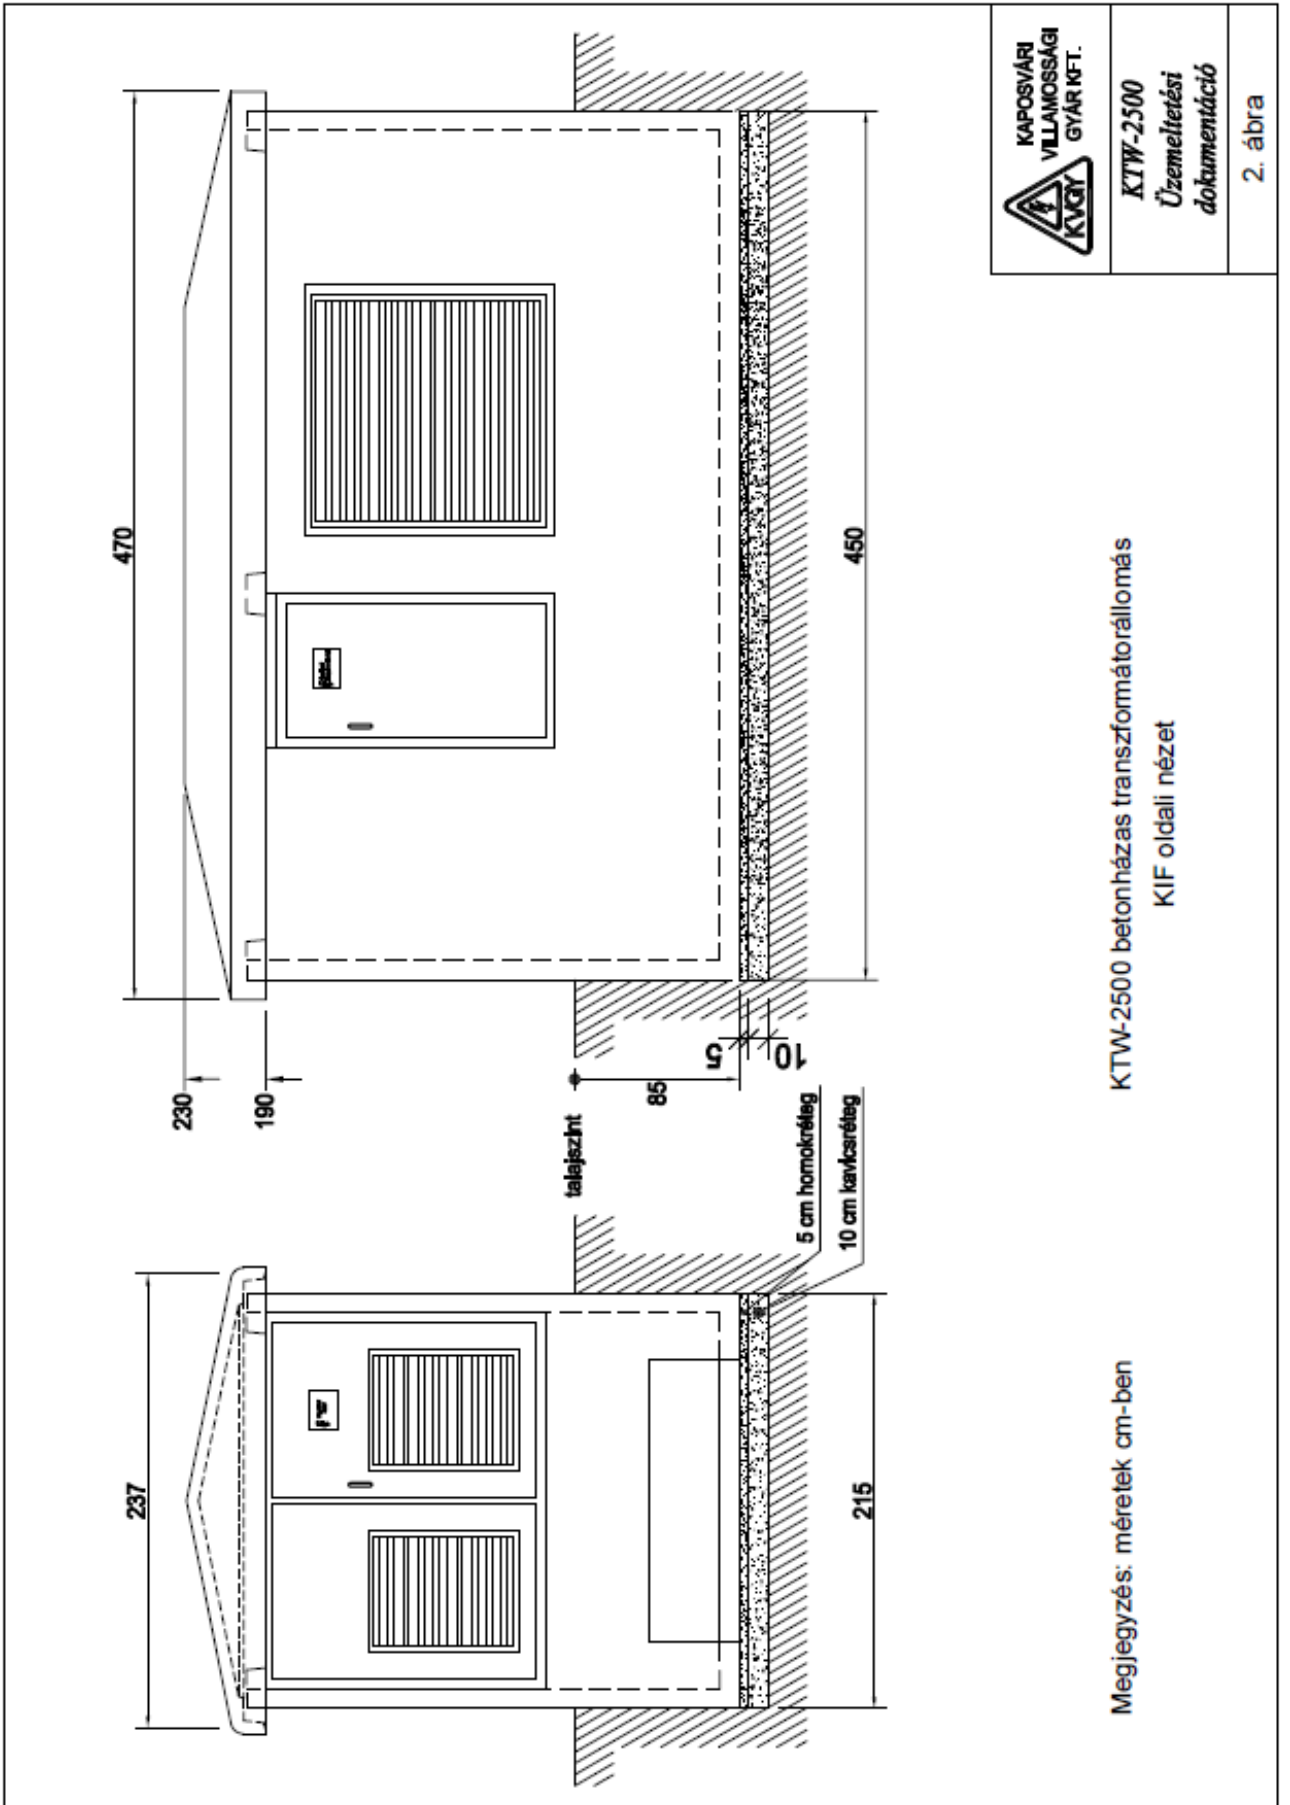 237
215
470
450
230
190
talajszint
85
5
10
5 cm homokréteg
10 cm kavicsréteg
Megjegyzés: méretek cm-ben
KTW-2500 betonházas transzformátorállomás
KIF oldali nézet
KVGY
KAPOSVÁRI
VILLAMOSSÁGI
GYÁR KFT.
KTW-2500
Üzemeltetési
dokumentáció
2. ábra